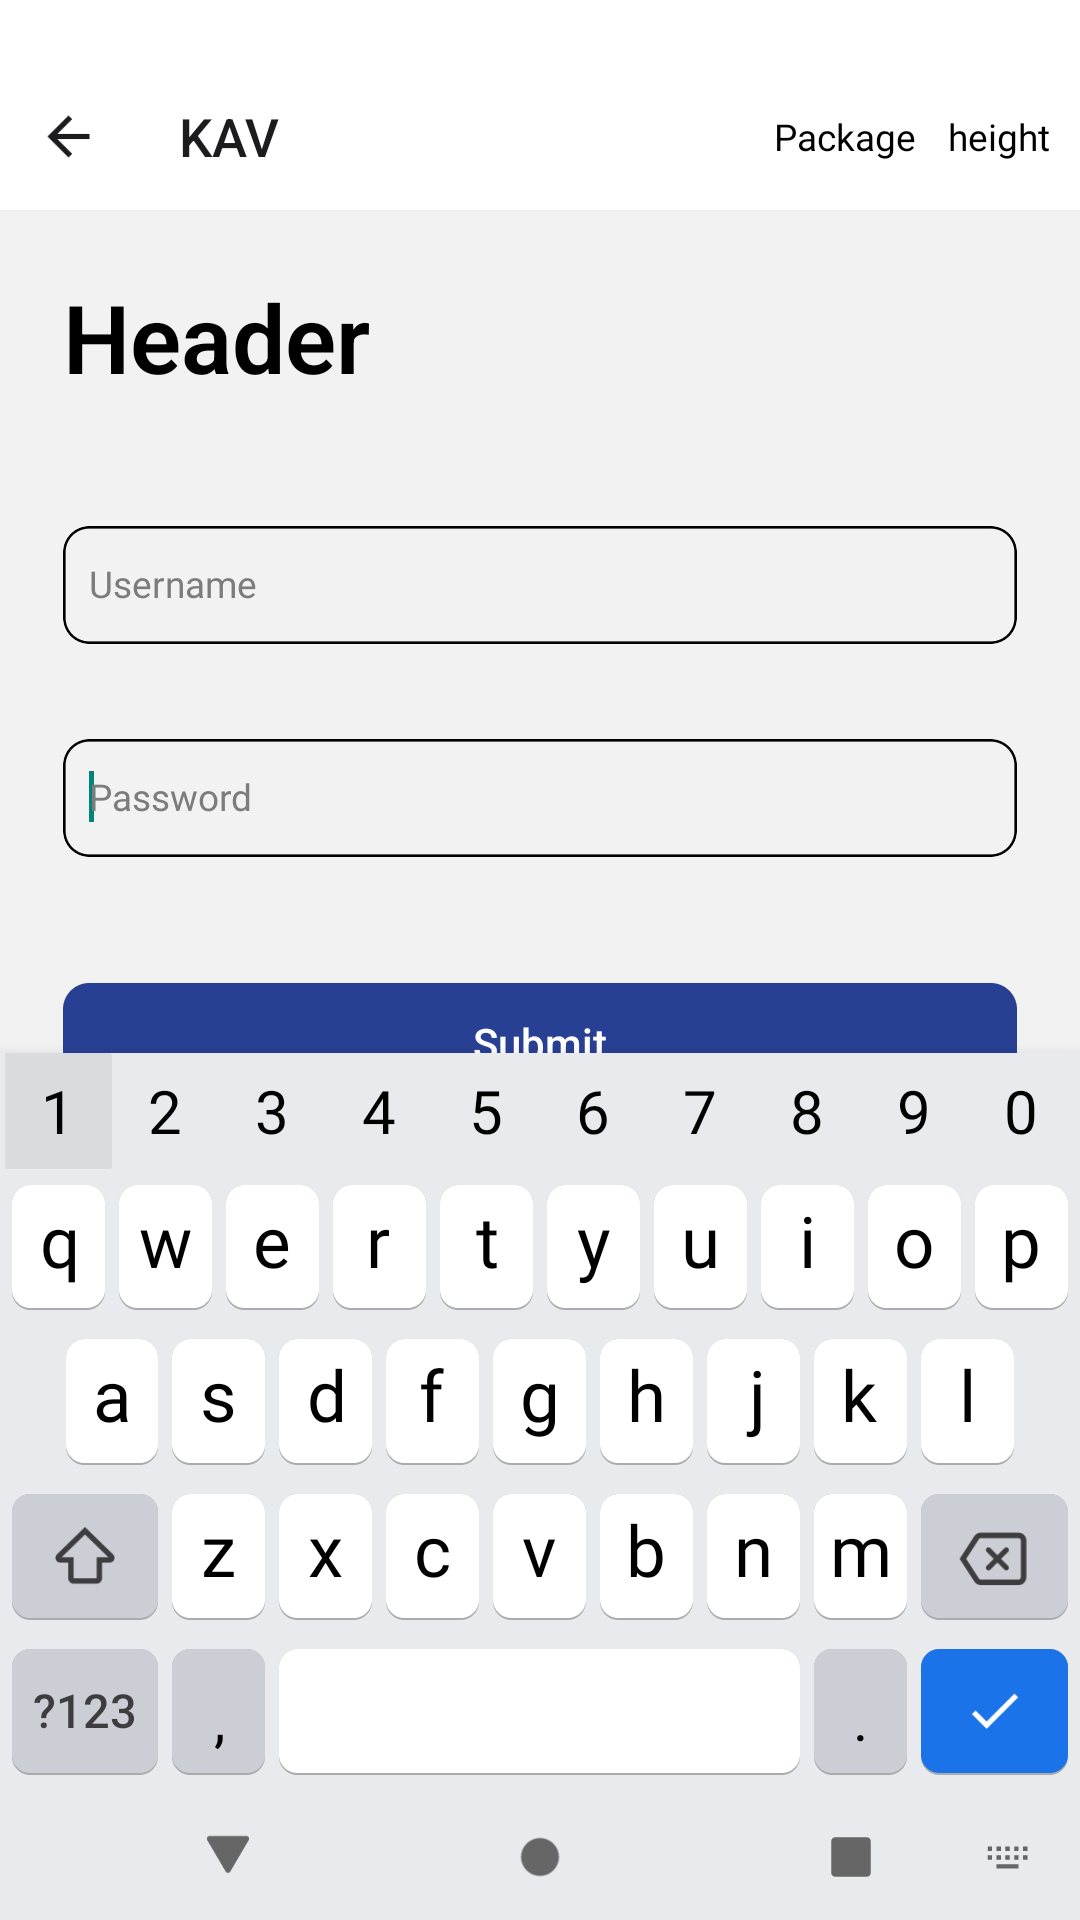 KAV Package height
Header
Username
Password
Submit
1 2 3 4 5 6 7 8 9 0
q w e r t y u i o p
a s d f g h j k l
z x c v b n m
?123 , .